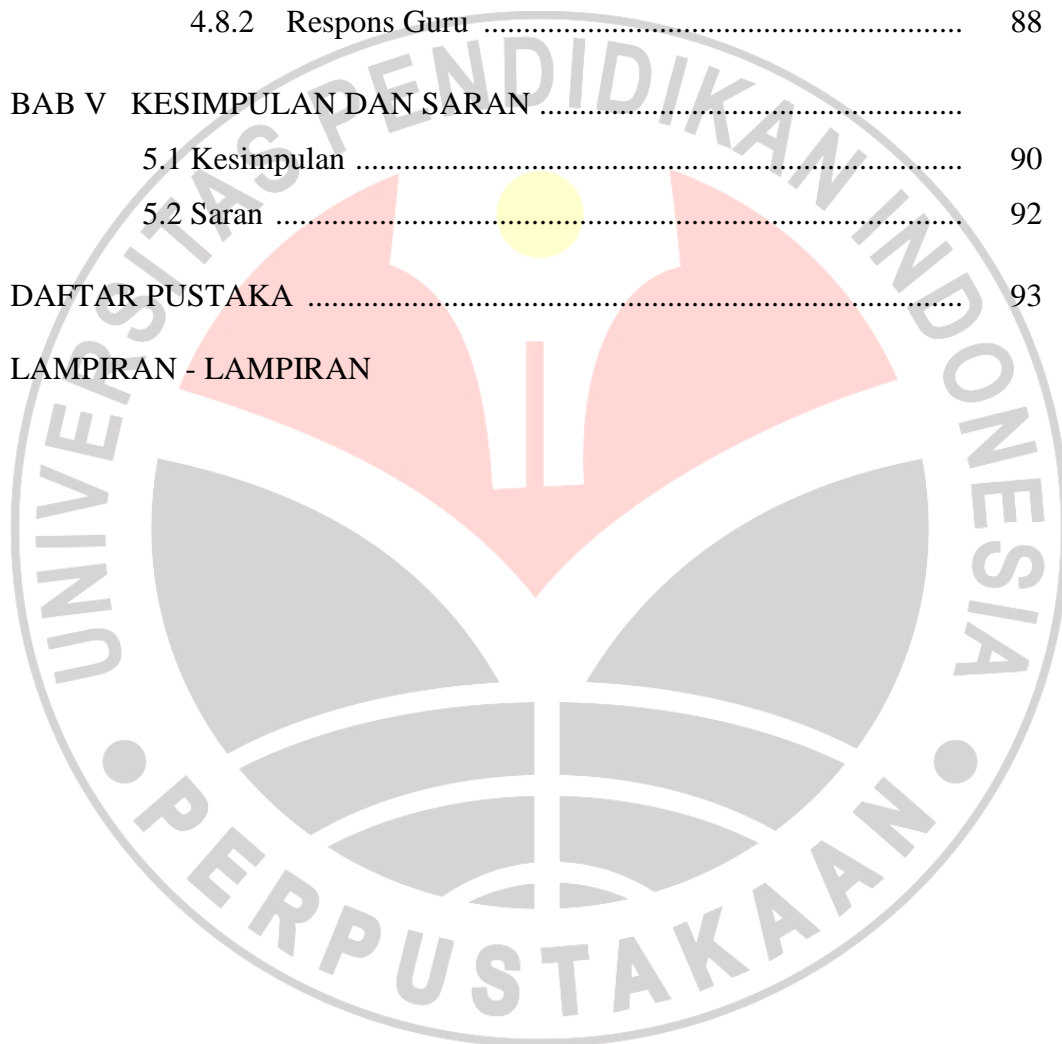 4.8.2 Respons Guru ............................................................ 88
BAB V KESIMPULAN DAN SARAN .....................................................
5.1 Kesimpulan ............................................................................ 90
5.2 Saran ...................................................................................... 92
DAFTAR PUSTAKA .................................................................................. 93
LAMPIRAN - LAMPIRAN
UNIVERSITAS PENDIDIKAN INDONESIA
PERPUSTAKAAN